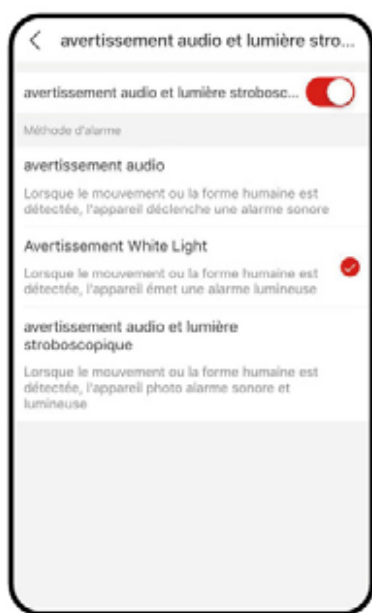 avertissement audio et lumière stro...
avertissement audio et lumière strobosc...
Méthode d'alarme
avertissement audio
Lorsque le mouvement ou la forme humaine est
détectée, l'appareil déclenche une alarme sonore
Avertissement White Light
Lorsque le mouvement ou la forme humaine est
détectée, l'appareil émet une alarme lumineuse
avertissement audio et lumière
stroboscopique
Lorsque le mouvement ou la forme humaine est
détectée, l'appareil photo alarme sonore et
lumineuse